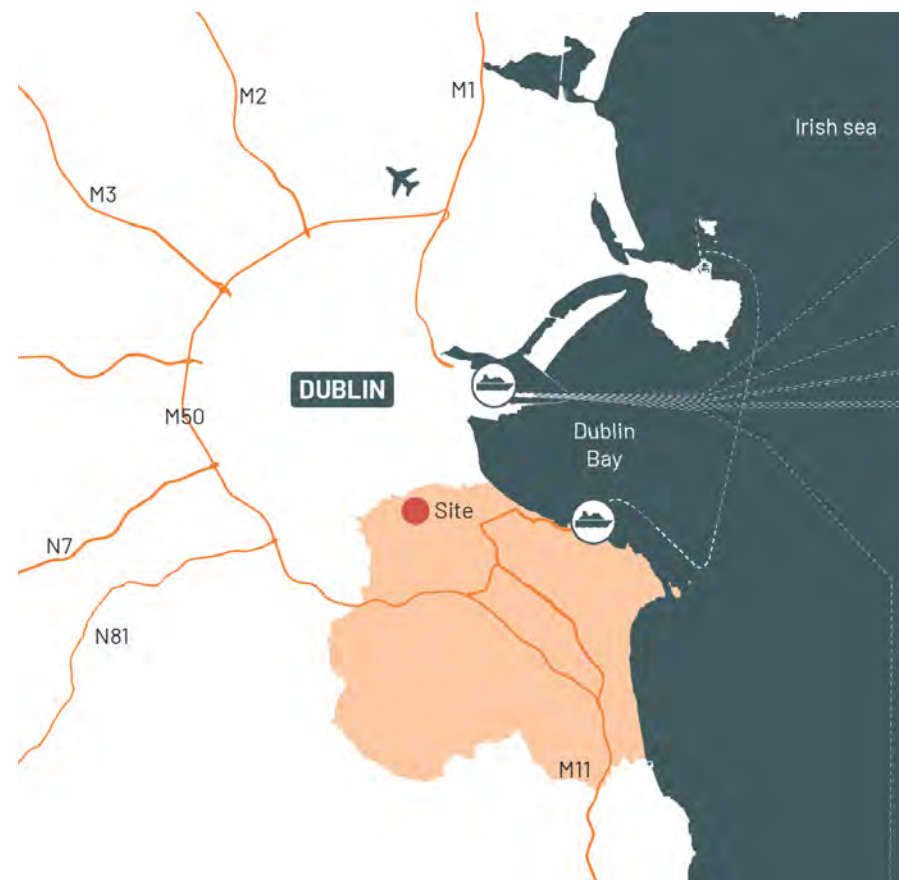 M2
M1
Irish sea
M3
DUBLIN
M50
Dublin
Bay
Site
N7
N81
M11